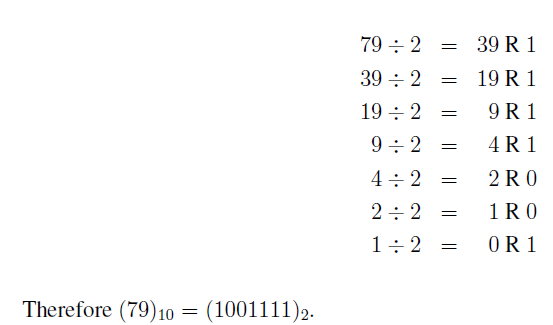 79 ÷ 2 = 39 R 1
39 ÷ 2 = 19 R 1
19 ÷ 2 = 9 R 1
9 ÷ 2 = 4 R 1
4 ÷ 2 = 2 R 0
2 ÷ 2 = 1 R 0
1 ÷ 2 = 0 R 1
Therefore (79)₁₀ = (1001111)₂.